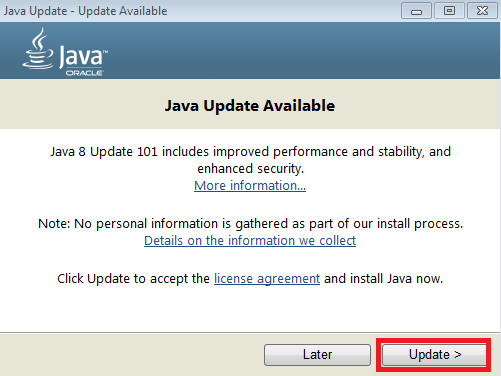 Java Update - Update Available
Java
ORACLE
Java Update Available
Java 8 Update 101 includes improved performance and stability, and
enhanced security.
More information...
Note: No personal information is gathered as part of our install process.
Details on the information we collect
Click Update to accept the license agreement and install Java now.
Later
Update >